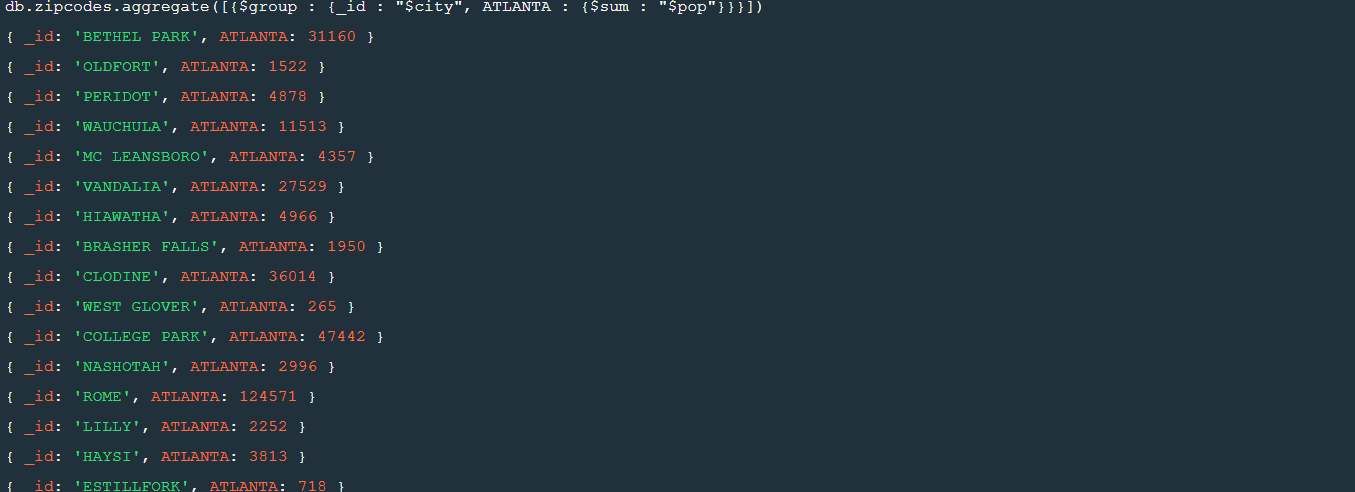 db.zipcodes.aggregate([{$group : {_id : "$city", ATLANTA : {$sum : "$pop"}}}])
{ _id: 'BETHEL PARK', ATLANTA: 31160 }
{ _id: 'OLDFORT', ATLANTA: 1522 }
{ _id: 'PERIDOT', ATLANTA: 4878 }
{ _id: 'WAUCHULA', ATLANTA: 11513 }
{ _id: 'MC LEANSBORO', ATLANTA: 4357 }
{ _id: 'VANDALIA', ATLANTA: 27529 }
{ _id: 'HIAWATHA', ATLANTA: 4966 }
{ _id: 'BRASHER FALLS', ATLANTA: 1950 }
{ _id: 'CLODINE', ATLANTA: 36014 }
{ _id: 'WEST GLOVER', ATLANTA: 265 }
{ _id: 'COLLEGE PARK', ATLANTA: 47442 }
{ _id: 'NASHOTAH', ATLANTA: 2996 }
{ _id: 'ROME', ATLANTA: 124571 }
{ _id: 'LILLY', ATLANTA: 2252 }
{ _id: 'HAYSI', ATLANTA: 3813 }
{ _id: 'ESTILLFORK', ATLANTA: 718 }